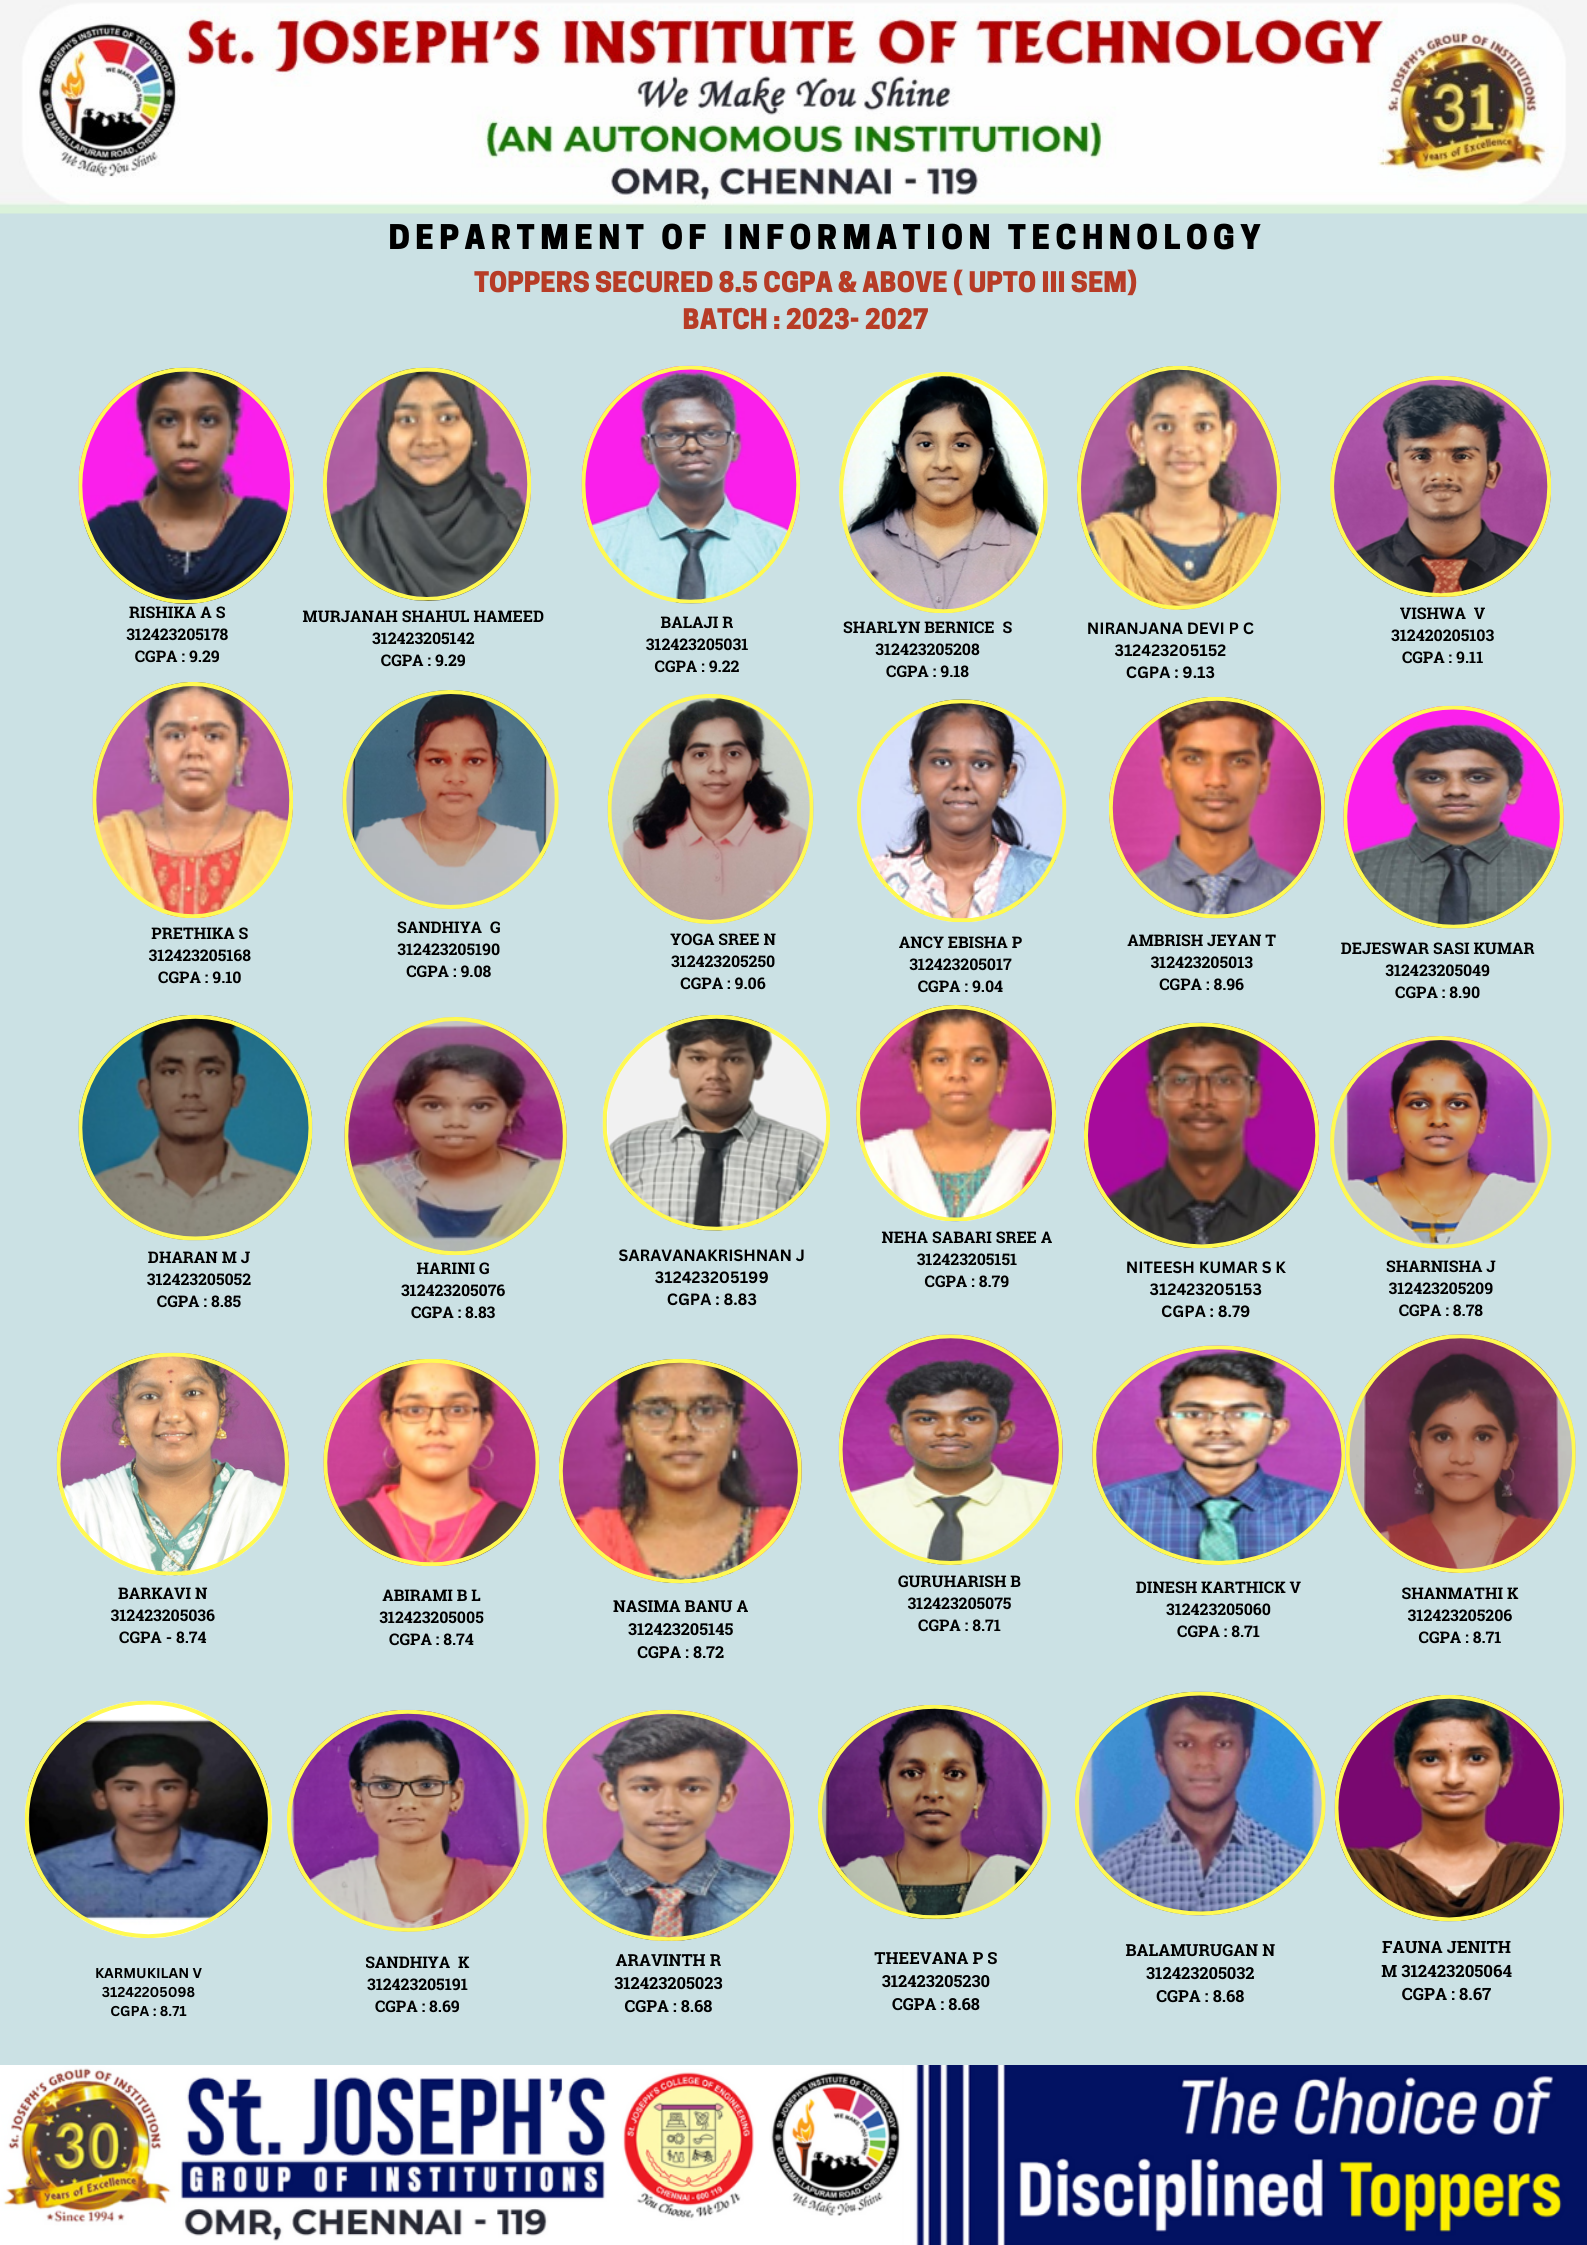 St. JOSEPH'S INSTITUTE OF TECHNOLOGY
We Make You Shine
(AN AUTONOMOUS INSTITUTION)
OMR, CHENNAI - 119
St. JOSEPH'S INSTITUTE OF TECHNOLOGY
OLD MAMALLAPURAM ROAD, CHENNAI - 119
WE MAKE YOU SHINE
We Make You Shine
St. JOSEPH'S GROUP OF INSTITUTIONS
31
Years of Excellence
DEPARTMENT OF INFORMATION TECHNOLOGY
TOPPERS SECURED 8.5 CGPA & ABOVE ( UPTO III SEM)
BATCH : 2023- 2027
RISHIKA A S
312423205178
CGPA : 9.29
MURJANAH SHAHUL HAMEED
312423205142
CGPA : 9.29
BALAJI R
312423205031
CGPA : 9.22
SHARLYN BERNICE S
312423205208
CGPA : 9.18
NIRANJANA DEVI P C
312423205152
CGPA : 9.13
VISHWA V
312420205103
CGPA : 9.11
PRETHIKA S
312423205168
CGPA : 9.10
SANDHIYA G
312423205190
CGPA : 9.08
YOGA SREE N
312423205250
CGPA : 9.06
ANCY EBISHA P
312423205017
CGPA : 9.04
AMBRISH JEYAN T
312423205013
CGPA : 8.96
DEJESWAR SASI KUMAR
312423205049
CGPA : 8.90
DHARAN M J
312423205052
CGPA : 8.85
HARINI G
312423205076
CGPA : 8.83
SARAVANAKRISHNAN J
312423205199
CGPA : 8.83
NEHA SABARI SREE A
312423205151
CGPA : 8.79
NITEESH KUMAR S K
312423205153
CGPA : 8.79
SHARNISHA J
312423205209
CGPA : 8.78
BARKAVI N
312423205036
CGPA - 8.74
ABIRAMI B L
312423205005
CGPA : 8.74
NASIMA BANU A
312423205145
CGPA : 8.72
GURUHARISH B
312423205075
CGPA : 8.71
DINESH KARTHICK V
312423205060
CGPA : 8.71
SHANMATHI K
312423205206
CGPA : 8.71
KARMUKILAN V
31242205098
CGPA : 8.71
SANDHIYA K
312423205191
CGPA : 8.69
ARAVINTH R
312423205023
CGPA : 8.68
THEEVANA P S
312423205230
CGPA : 8.68
BALAMURUGAN N
312423205032
CGPA : 8.68
FAUNA JENITH
M 312423205064
CGPA : 8.67
St. JOSEPH'S GROUP OF INSTITUTIONS
30
Years of Excellence
* Since 1994 *
St. JOSEPH'S
GROUP OF INSTITUTIONS
OMR, CHENNAI - 119
St. JOSEPH'S COLLEGE OF ENGINEERING
CHENNAI - 600 119
You Choose, We Do It
St. JOSEPH'S INSTITUTE OF TECHNOLOGY
OLD MAMALLAPURAM ROAD, CHENNAI - 119
WE MAKE YOU SHINE
We Make You Shine
The Choice of
Disciplined Toppers